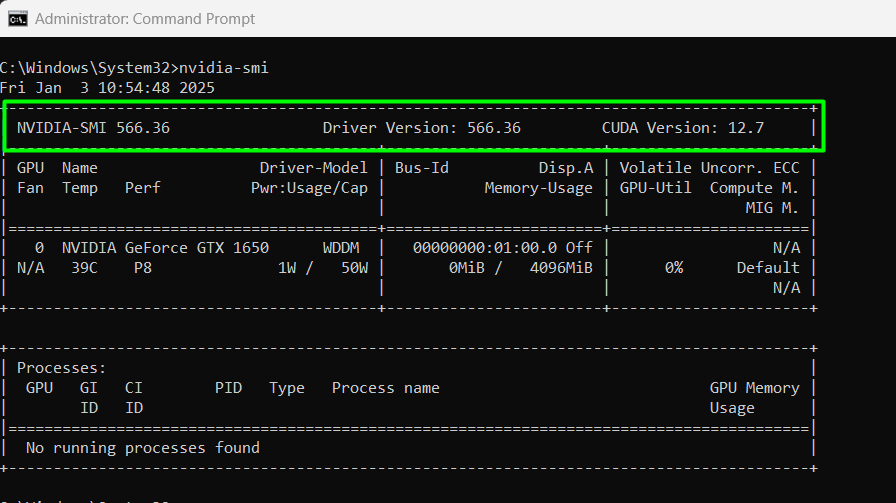 Administrator: Command Prompt
C:\Windows\System32>nvidia-smi
Fri Jan  3 10:54:48 2025
+-----------------------------------------------------------------------------------------+
| NVIDIA-SMI 566.36                 Driver Version: 566.36         CUDA Version: 12.7     |
|-----------------------------------------+------------------------+----------------------+
| GPU  Name                  Driver-Model | Bus-Id          Disp.A | Volatile Uncorr. ECC |
| Fan  Temp   Perf          Pwr:Usage/Cap |           Memory-Usage | GPU-Util  Compute M. |
|                                         |                        |               MIG M. |
|=========================================+========================+======================|
|   0  NVIDIA GeForce GTX 1650      WDDM  |   00000000:01:00.0 Off |                  N/A |
| N/A   39C    P8              1W /   50W |       0MiB /   4096MiB |      0%      Default |
|                                         |                        |                  N/A |
+-----------------------------------------+------------------------+----------------------+
+-----------------------------------------------------------------------------------------+
| Processes:                                                                              |
|  GPU   GI   CI        PID   Type   Process name                              GPU Memory |
|        ID   ID                                                               Usage      |
|=========================================================================================|
|  No running processes found                                                             |
+-----------------------------------------------------------------------------------------+